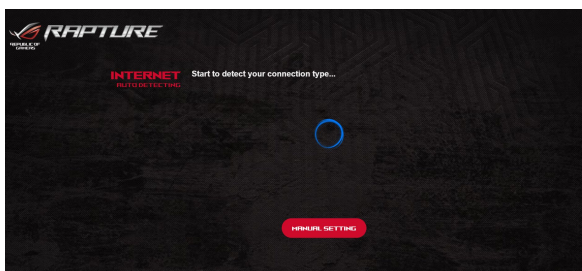 REPUBLIC OF
GAMERS
RAPTURE
INTERNET
AUTO DETECTING
Start to detect your connection type...
MANUAL SETTING